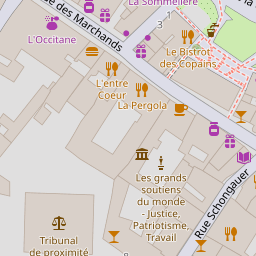 La Sommelière
3
e des Marchands
L'Occitane
Le Bistrot
des Copains
L'entre
Coeur
La Pergola
Les grands
soutiens
du monde
- Justice,
Patriotisme,
Travail
Rue Schongauer
Tribunal
de proximité